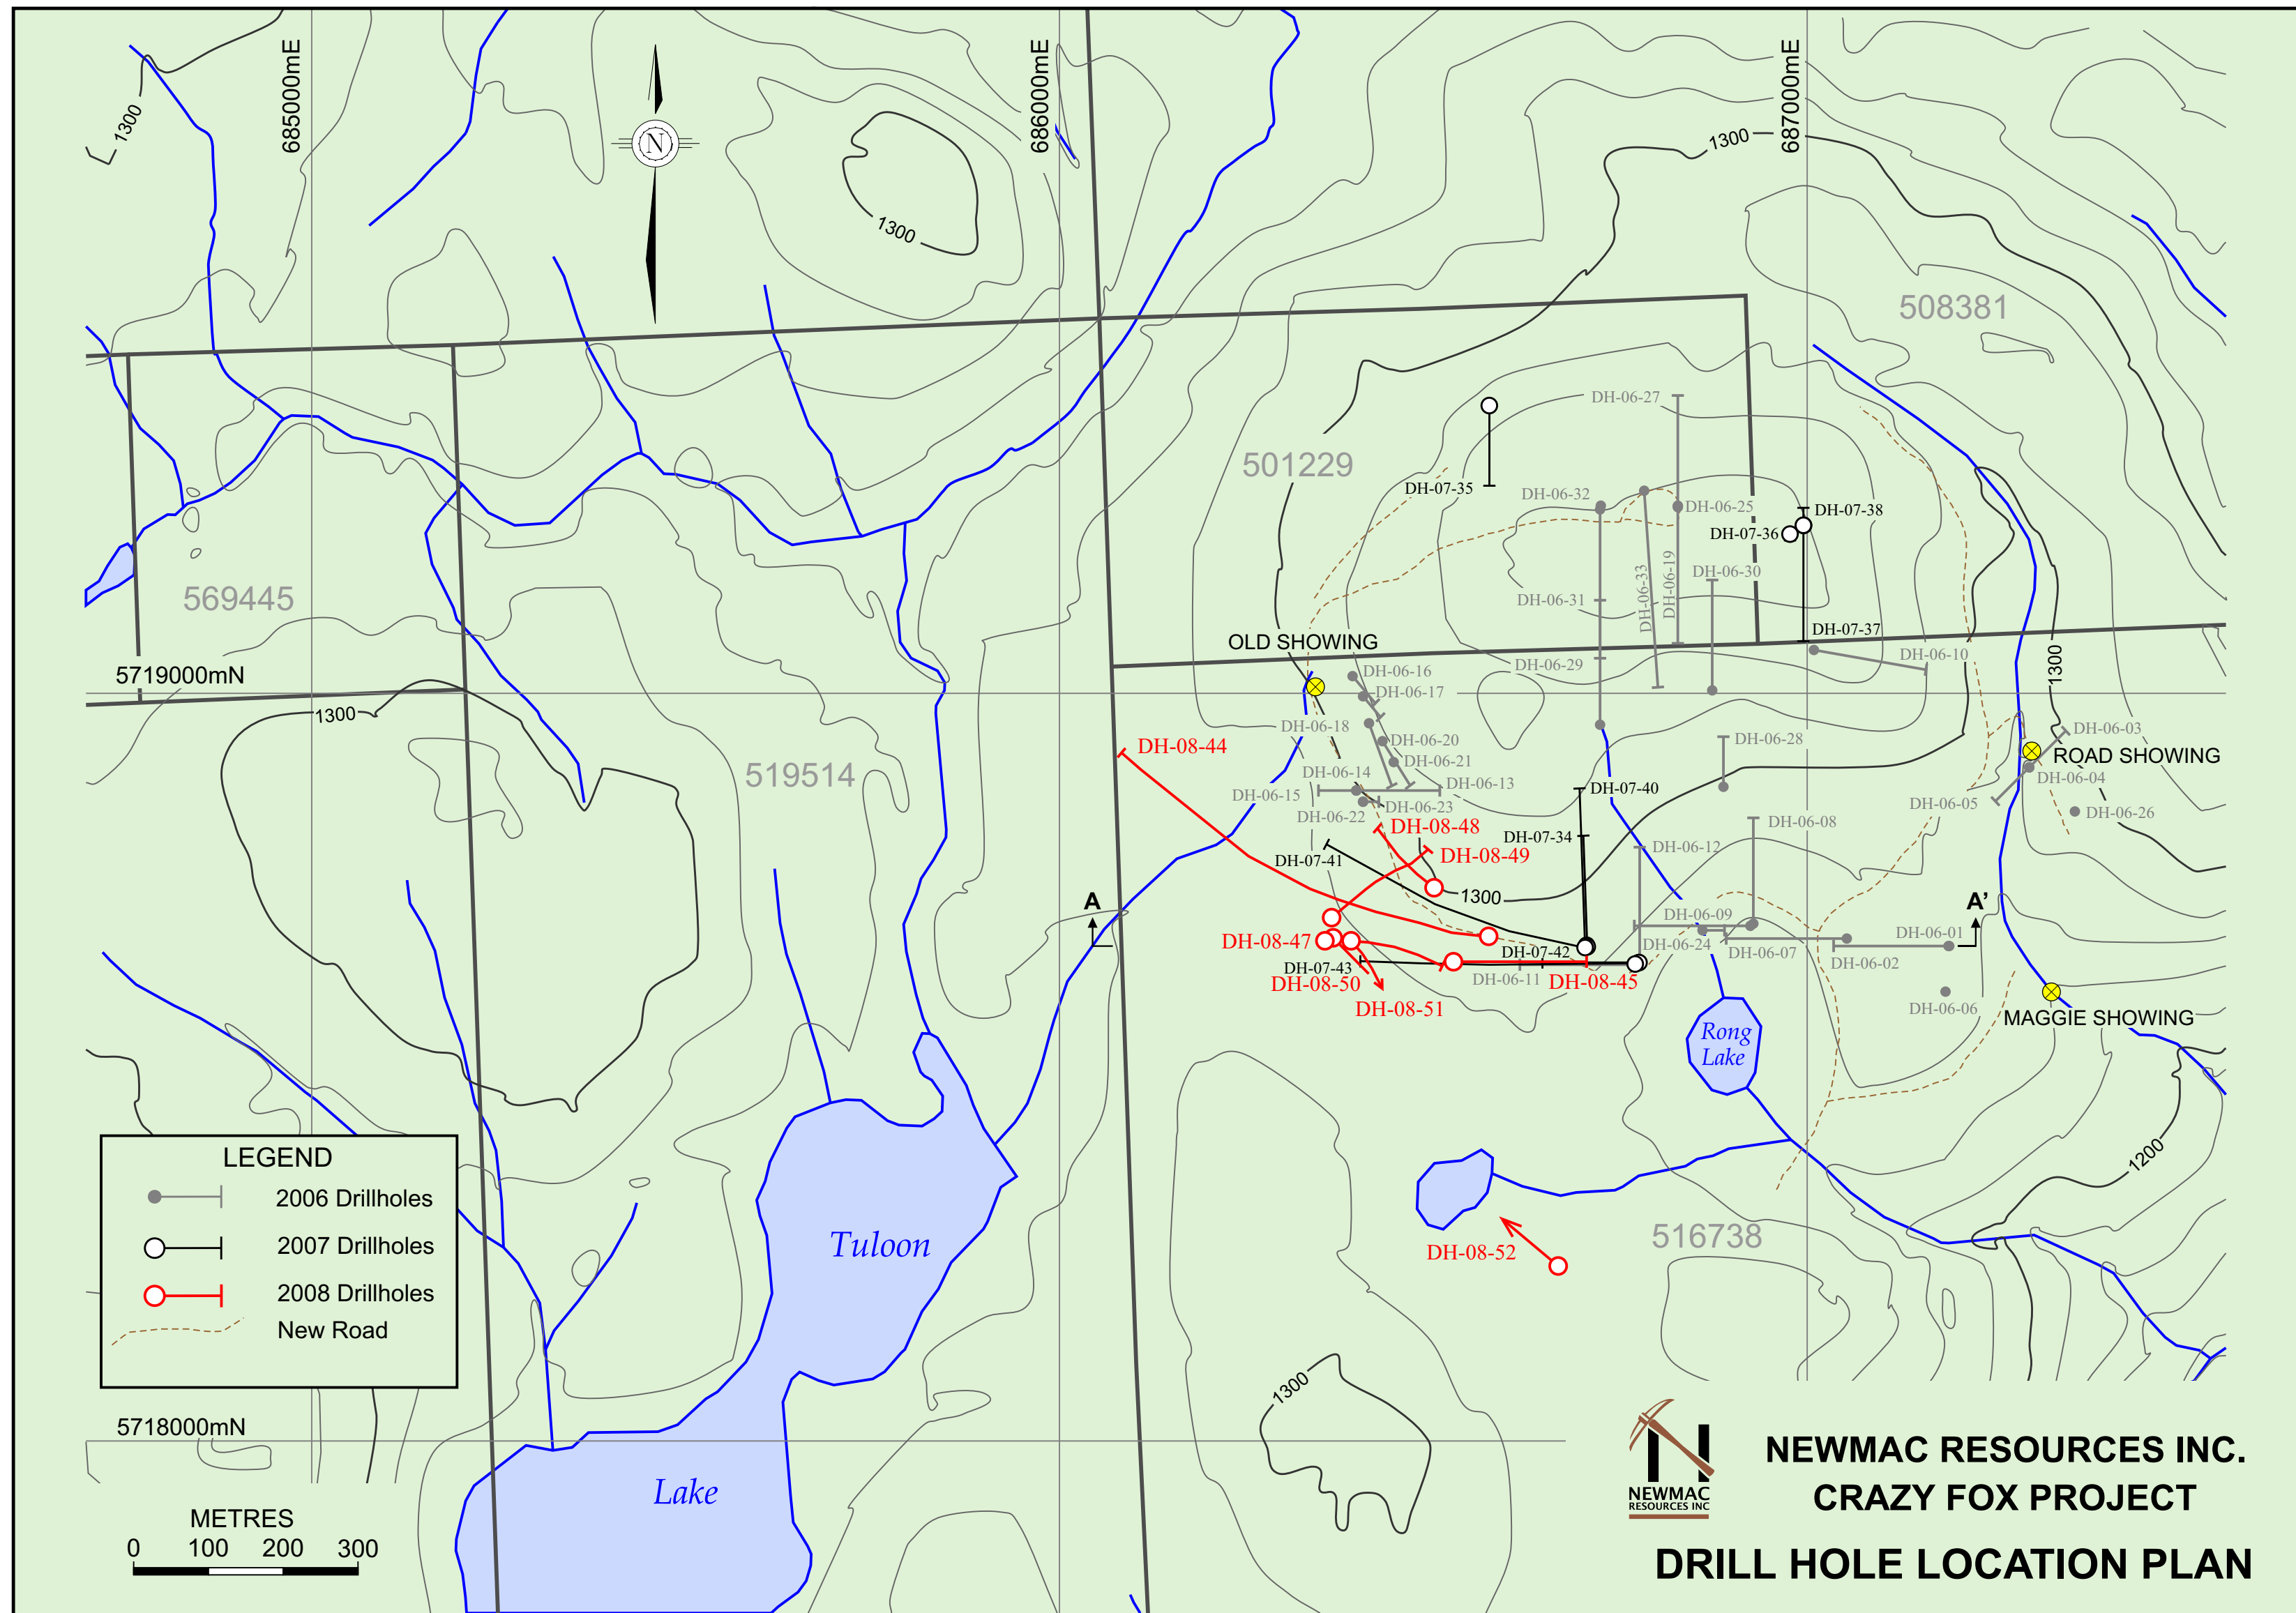 685000mE
686000mE
687000mE
1300
N
1300
1300
508381
501229
DH-06-27
DH-07-35
DH-06-32
DH-06-25
DH-07-38
DH-07-36
DH-06-33
DH-06-19
DH-06-30
DH-06-31
569445
OLD SHOWING
DH-07-37
DH-06-29
DH-06-10
5719000mN
DH-06-16
DH-06-17
1300
1300
DH-06-18
DH-06-20
DH-06-21
DH-06-28
DH-06-03
ROAD SHOWING
DH-06-04
DH-08-44
519514
DH-06-14
DH-06-13
DH-06-15
DH-06-23
DH-06-22
DH-07-40
DH-06-05
DH-06-26
DH-08-48
DH-07-34
DH-06-08
DH-06-12
DH-08-49
DH-07-41
1300
A
A’
DH-06-09
DH-08-47
DH-07-42
DH-06-24
DH-06-07
DH-06-01
DH-06-02
DH-07-43
DH-08-50
DH-06-11
DH-08-45
DH-08-51
DH-06-06
MAGGIE SHOWING
Rong
Lake
1200
LEGEND
2006 Drillholes
2007 Drillholes
2008 Drillholes
New Road
Tuloon
DH-08-52
516738
1300
5718000mN
Lake
METRES
0 100 200 300
NEWMAC
RESOURCES INC
NEWMAC RESOURCES INC.
CRAZY FOX PROJECT
DRILL HOLE LOCATION PLAN